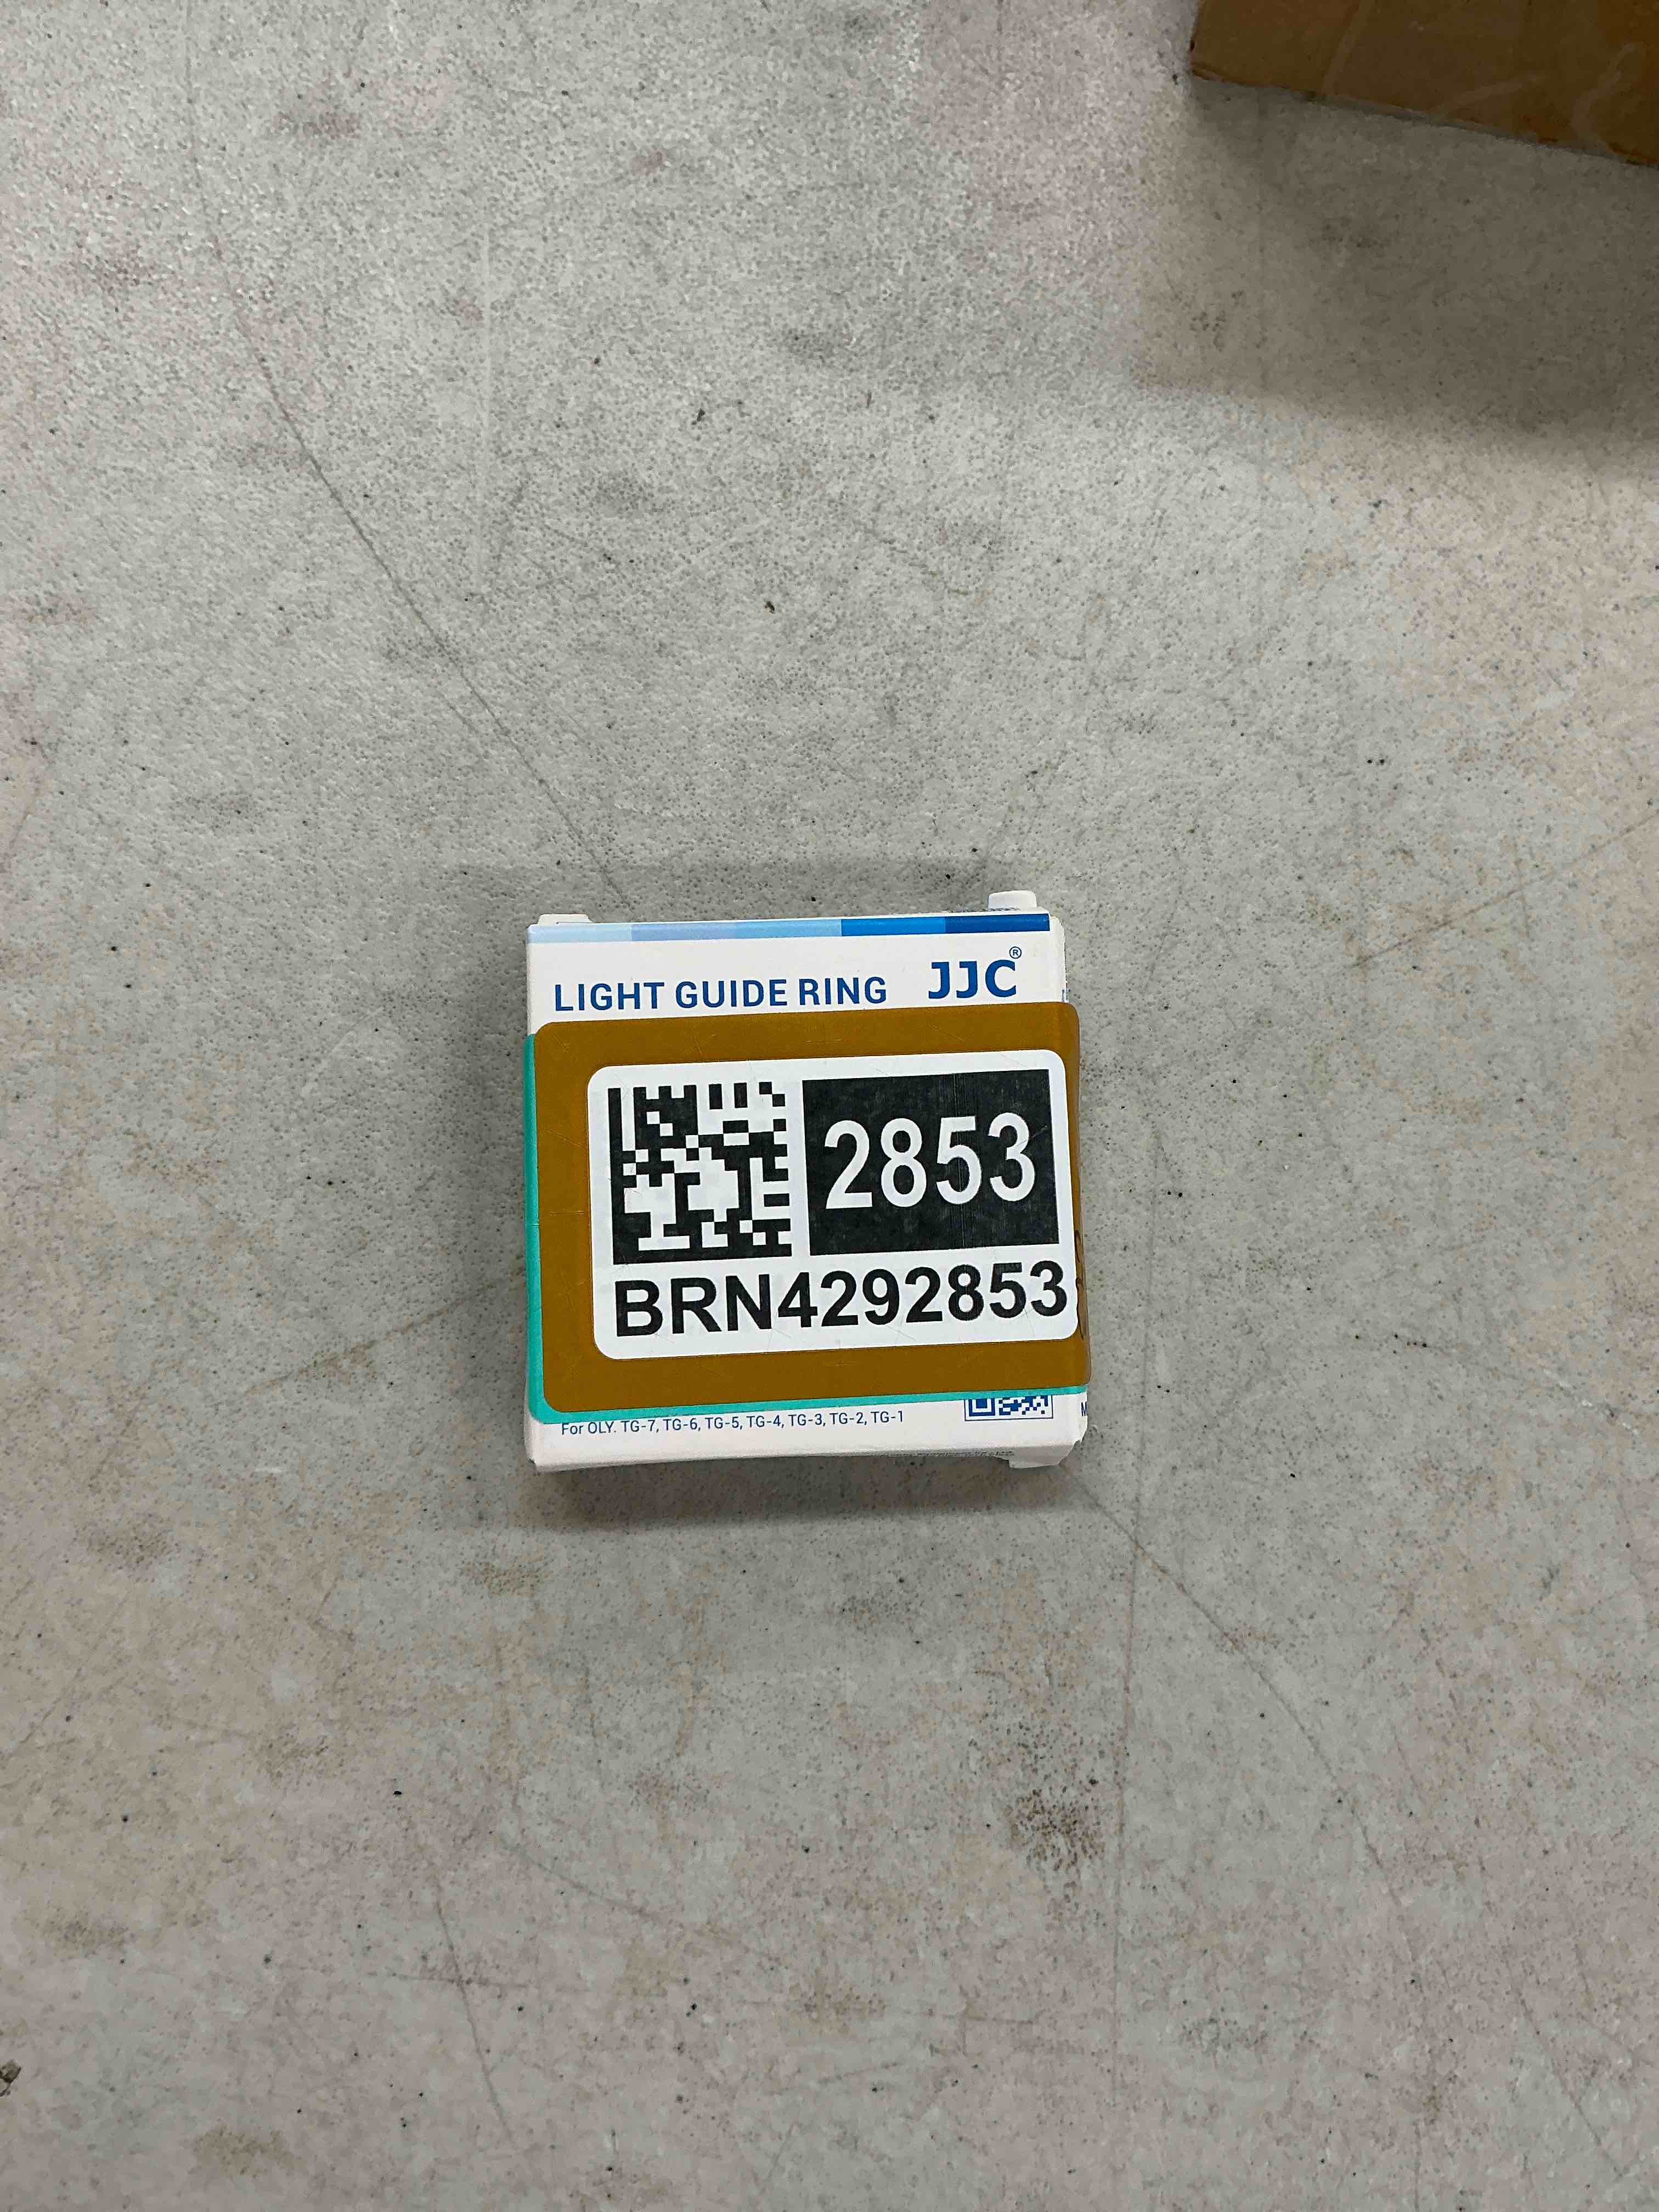 LIGHT GUIDE RING JJC®
2853
BRN4292853
For OLY. TG-7, TG-6, TG-5, TG-4, TG-3, TG-2, TG-1